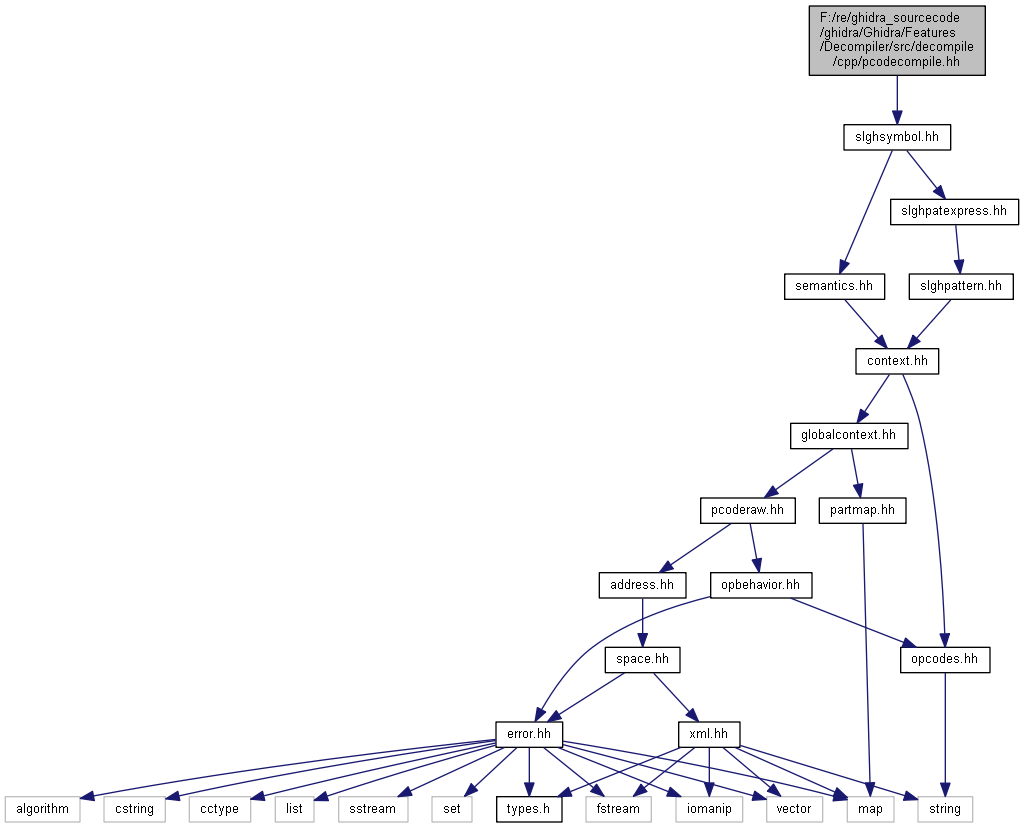 F:/re/ghidra_sourcecode
/ghidra/Ghidra/Features
/Decompiler/src/decompile
/cpp/pcodecompile.hh
slghsymbol.hh
slghpatexpress.hh
semantics.hh
slghpattern.hh
context.hh
globalcontext.hh
pcoderaw.hh
partmap.hh
address.hh
opbehavior.hh
space.hh
opcodes.hh
error.hh
xml.hh
algorithm
cstring
cctype
list
sstream
set
types.h
fstream
iomanip
vector
map
string